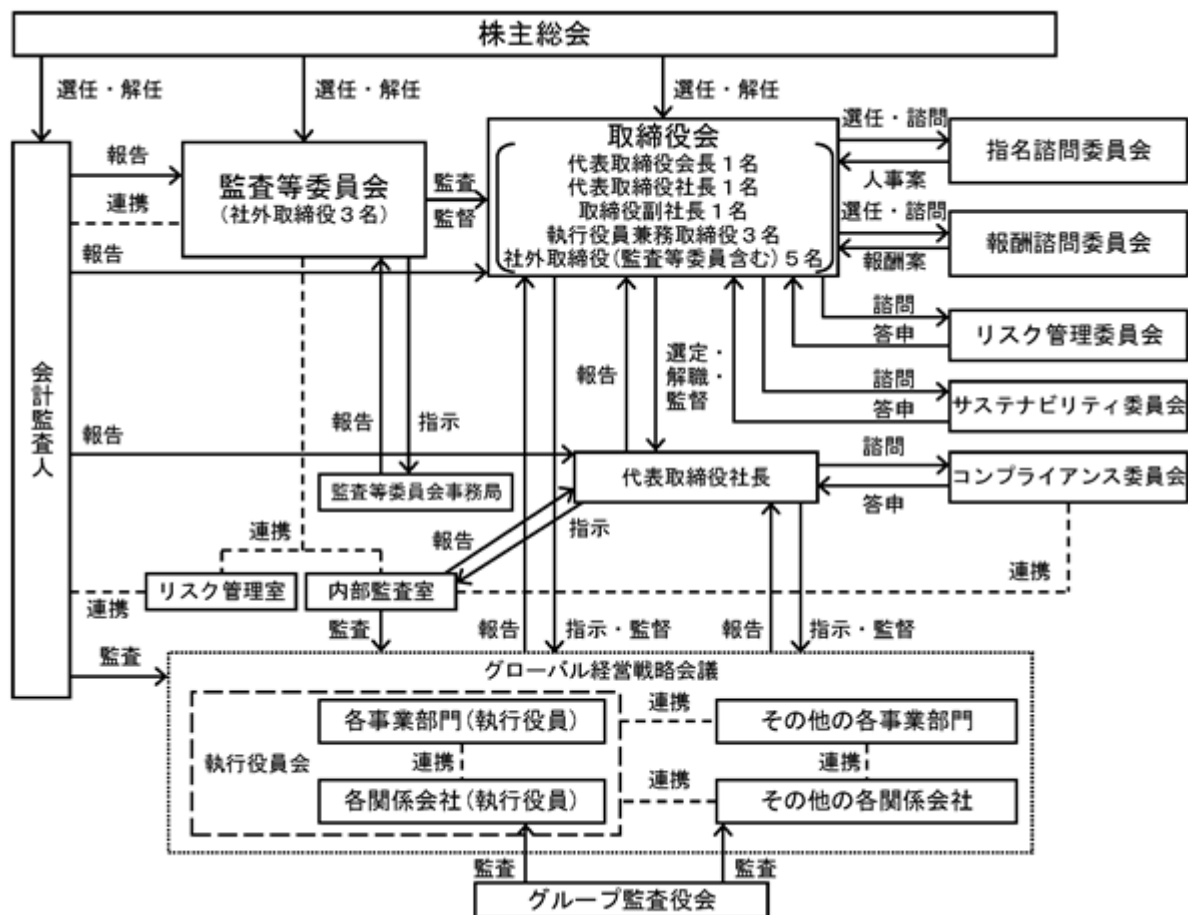 株主総会
選任・解任
選任・解任
選任・解任
会計監査人
報告
連携
報告
監査等委員会
(社外取締役3名)
監査
監督
取締役会
代表取締役会長1名
代表取締役社長1名
取締役副社長1名
執行役員兼務取締役3名
社外取締役(監査等委員含む)5名
選任・諮問
人事案
指名諮問委員会
選任・諮問
報酬案
報酬諮問委員会
諮問
答申
リスク管理委員会
諮問
答申
サステナビリティ委員会
報告
選定・
解職・
監督
報告
指示
報告
監査等委員会事務局
代表取締役社長
諮問
答申
コンプライアンス委員会
連携
報告
指示
連携
リスク管理室
内部監査室
連携
監査
監査
報告
指示・監督
報告
指示・監督
グローバル経営戦略会議
執行役員会
各事業部門(執行役員)
連携
その他の各事業部門
連携
連携
各関係会社(執行役員)
連携
その他の各関係会社
監査
監査
グループ監査役会